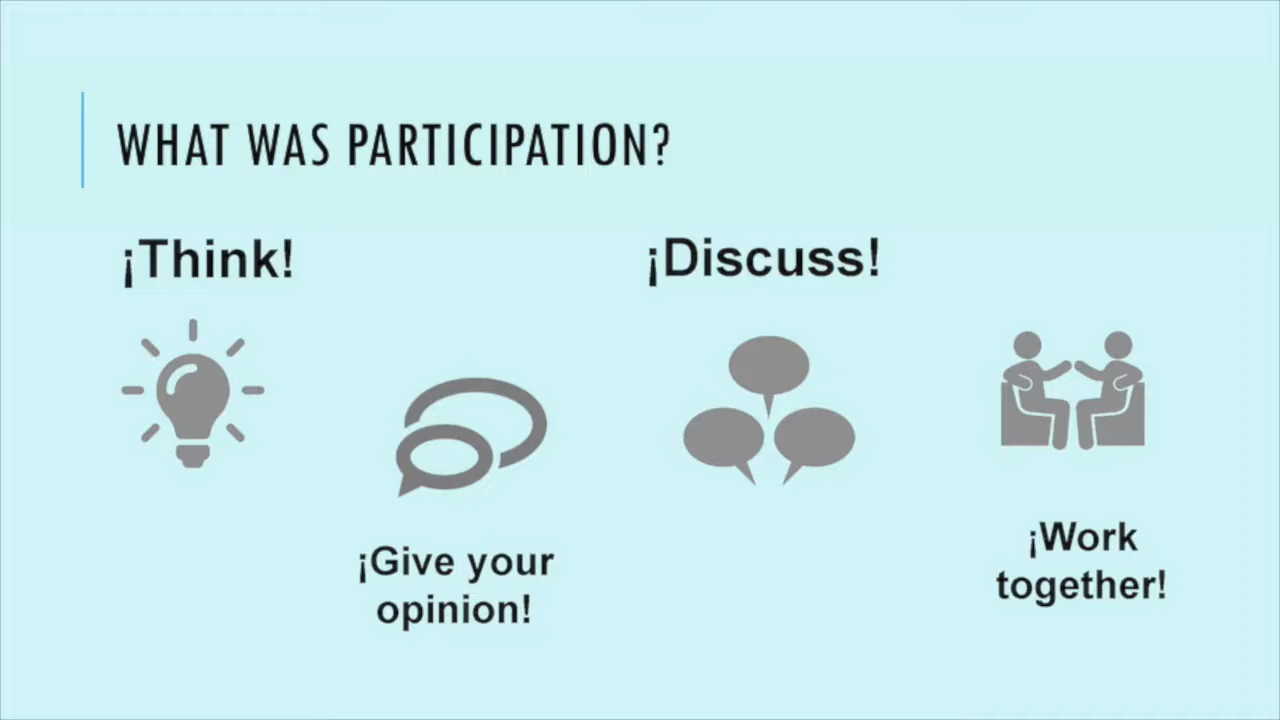 WHAT WAS PARTICIPATION?
¡Think!
¡Discuss!
¡Give your
opinion!
¡Work
together!